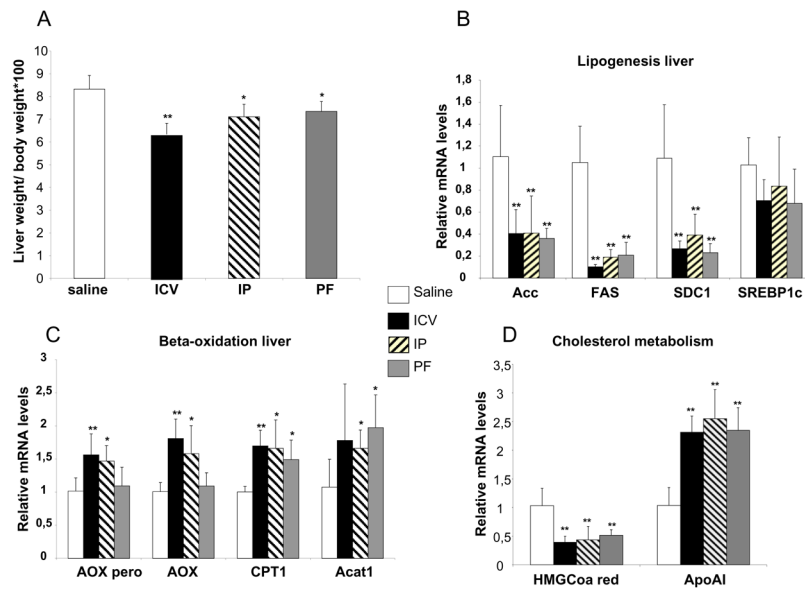 A
Liver weight/ body weight*100
10
9
8
7
6
5
4
3
2
1
0
**
*
*
saline ICV IP PF
B
Lipogenesis liver
Relative mRNA levels
1,8
1,6
1,4
1,2
1
0,8
0,6
0,4
0,2
0
** ** **
** ** **
** ** **
Acc FAS SDC1 SREBP1c
Saline
ICV
IP
PF
C
Beta-oxidation liver
Relative mRNA levels
3
2,5
2
1,5
1
0,5
0
** *
** *
** * *
* *
AOX pero AOX CPT1 Acat1
D
Cholesterol metabolism
Relative mRNA levels
3,5
3
2,5
2
1,5
1
0,5
0
** ** **
** ** **
HMGCoa red ApoAI